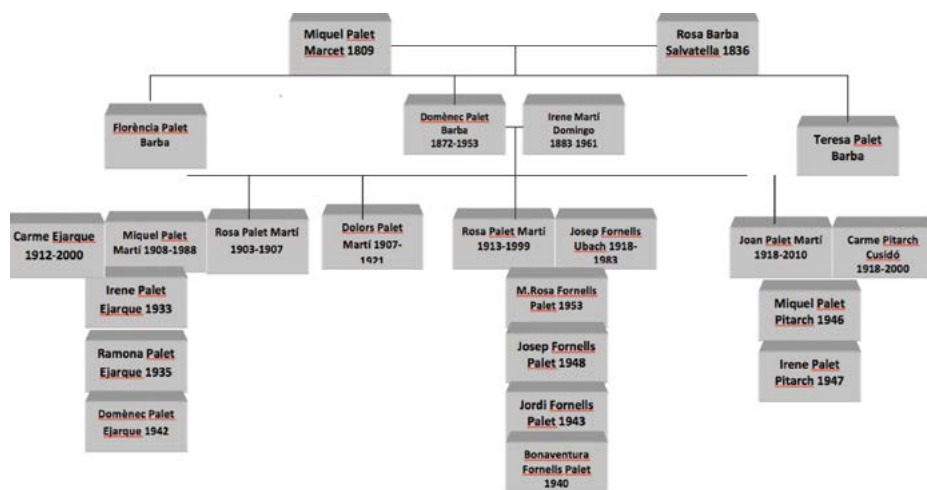 Miquel Palet
Marcet 1809
Rosa Barba
Salvatella 1836
Florència Palet
Barba
Domènec Palet
Barba
1872-1953
Irene Martí
Domingo
1883 1961
Teresa Palet
Barba
Carme Ejarque
1912-2000
Miquel Palet
Martí 1908-1988
Rosa Palet Martí
1903-1907
Dolors Palet
Martí 1907-
1921
Rosa Palet Martí
1913-1999
Josep Fornells
Ubach 1918-
1983
Joan Palet Martí
1918-2010
Carme Pitarch
Cusidó
1918-2000
Irene Palet
Ejarque 1933
Ramona Palet
Ejarque 1935
Domènec Palet
Ejarque 1942
M.Rosa Fornells
Palet 1953
Josep Fornells
Palet 1948
Jordi Fornells
Palet 1943
Bonaventura
Fornells Palet
1940
Miquel Palet
Pitarch 1946
Irene Palet
Pitarch 1947